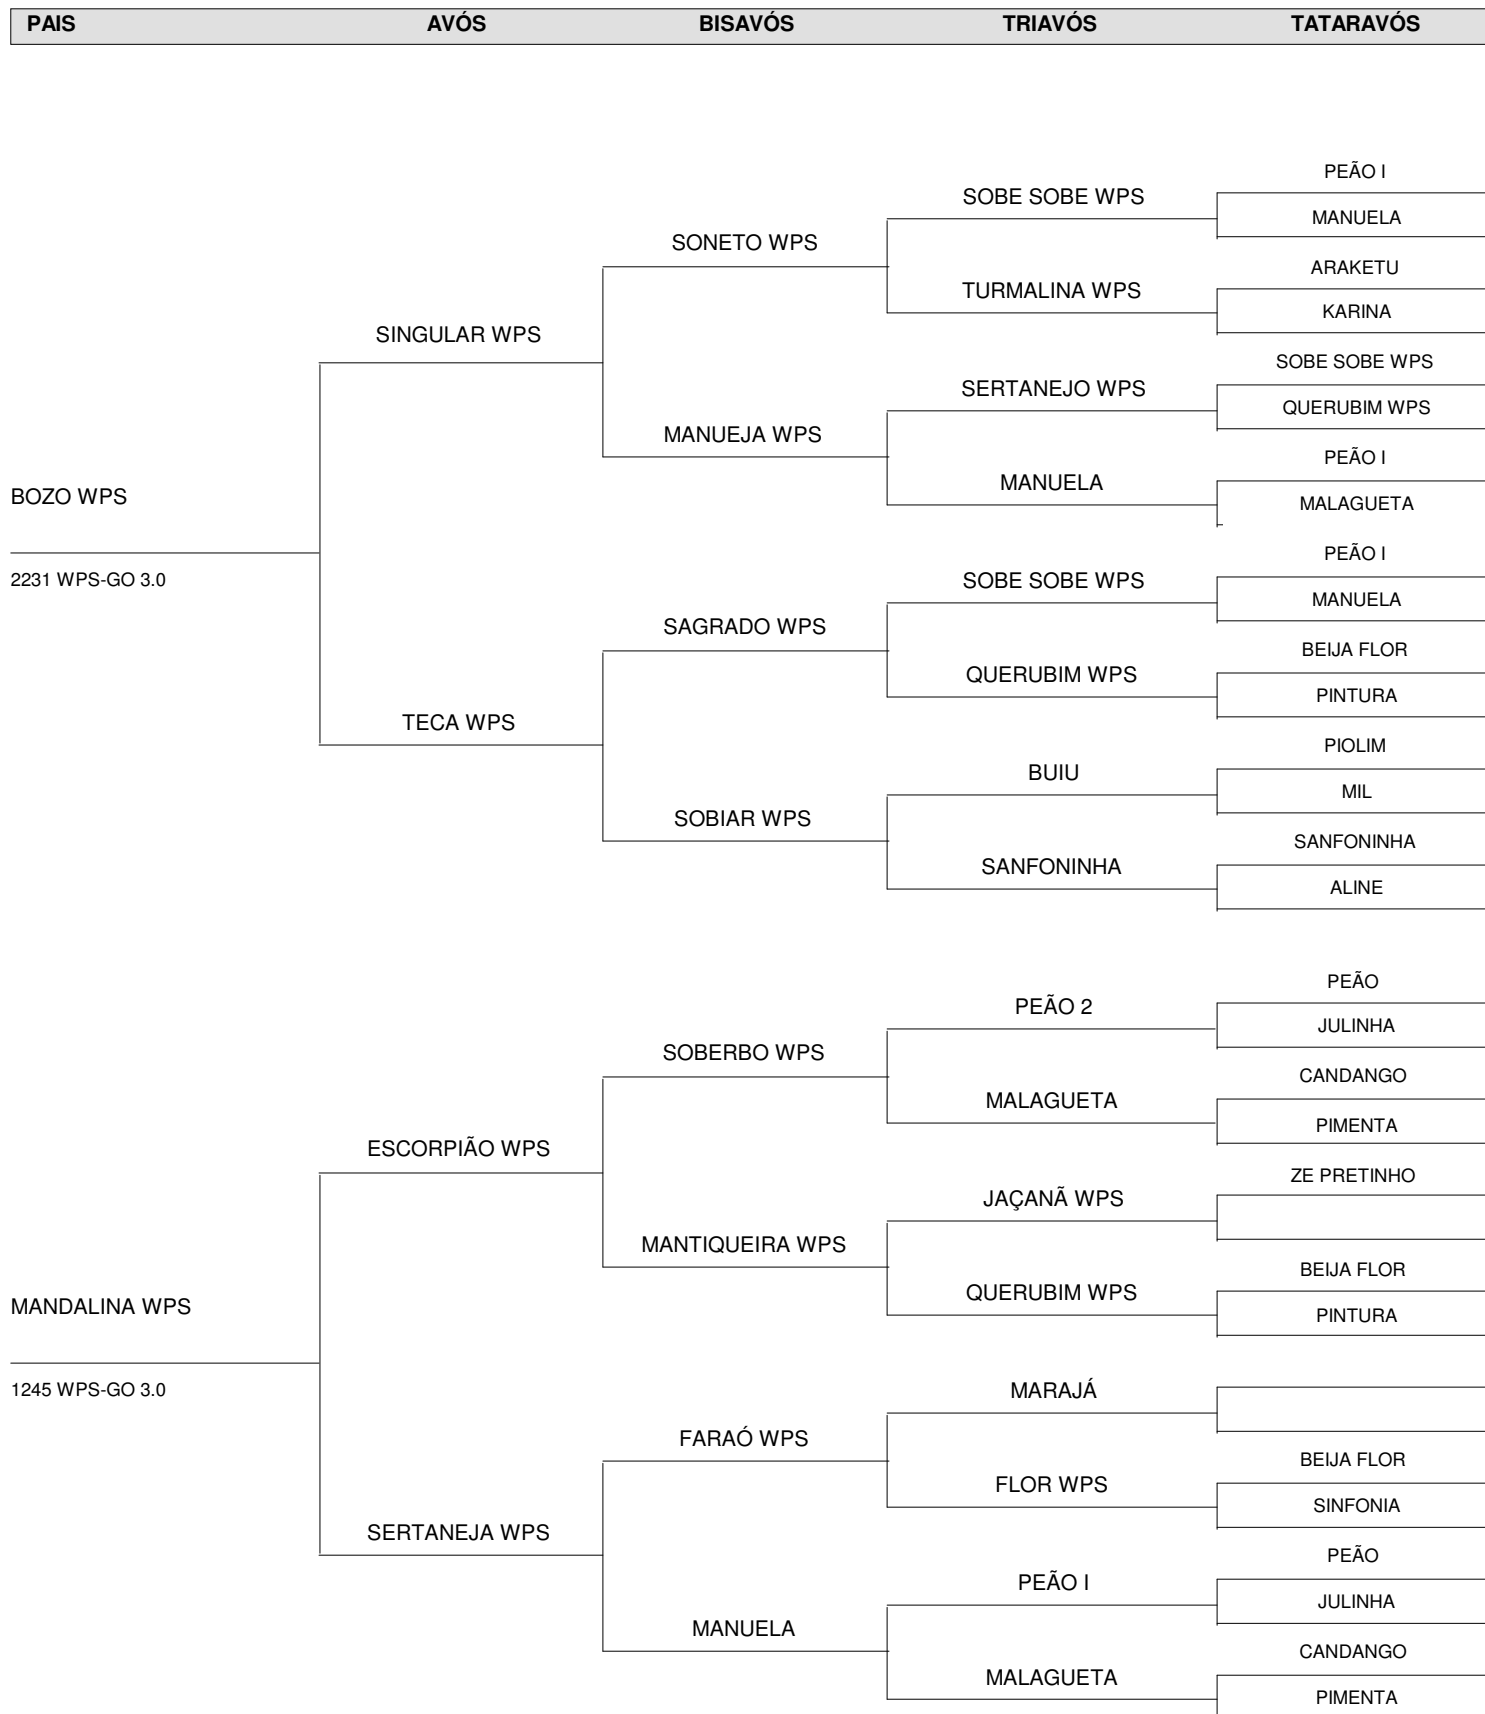 PAIS AVÓS BISAVÓS TRIAVÓS TATARAVÓS
PEÃO I
SOBE SOBE WPS
MANUELA
SONETO WPS
ARAKETU
TURMALINA WPS
KARINA
SINGULAR WPS
SOBE SOBE WPS
SERTANEJO WPS
QUERUBIM WPS
MANUEJA WPS
PEÃO I
MANUELA
MALAGUETA
BOZO WPS
2231 WPS-GO 3.0
PEÃO I
SOBE SOBE WPS
MANUELA
SAGRADO WPS
BEIJA FLOR
QUERUBIM WPS
PINTURA
TECA WPS
PIOLIM
BUIU
MIL
SOBIAR WPS
SANFONINHA
SANFONINHA
ALINE
PEÃO
PEÃO 2
JULINHA
SOBERBO WPS
CANDANGO
MALAGUETA
PIMENTA
ESCORPIÃO WPS
ZE PRETINHO
JAÇANÃ WPS
MANTIQUEIRA WPS
BEIJA FLOR
QUERUBIM WPS
PINTURA
MANDALINA WPS
1245 WPS-GO 3.0
MARAJÁ
FARAÓ WPS
BEIJA FLOR
FLOR WPS
SINFONIA
SERTANEJA WPS
PEÃO
PEÃO I
JULINHA
MANUELA
CANDANGO
MALAGUETA
PIMENTA